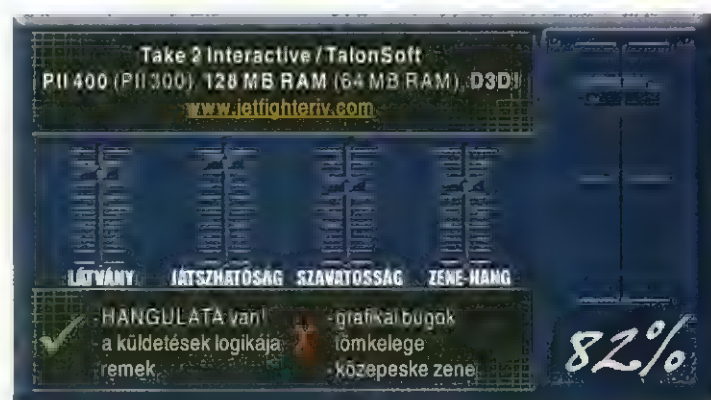 Take 2 Interactive / TalonSoft
PII 400 (PII 300), 128 MB RAM (64 MB RAM), D3D!
www.jetfighteriv.com
LÁTVÁNY JÁTSZHATÓSÁG SZAVATOSSÁG ZENE-HANG
-HANGULATA van!
-a küldetések logikája
remek
-grafikai bugok
tömkelege
-közepeske zene
82%